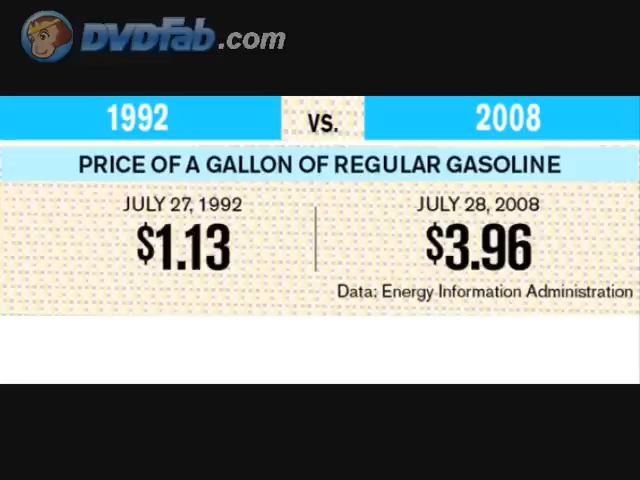 DVDFab.com
1992 VS. 2008
PRICE OF A GALLON OF REGULAR GASOLINE
JULY 27, 1992 JULY 28, 2008
$1.13 $3.96
Data: Energy Information Administration